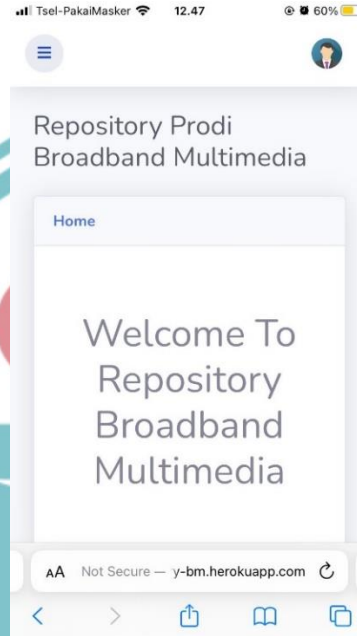 Tsel-PakaiMasker 12.47 60%
Repository Prodi
Broadband Multimedia
Home
Welcome To
Repository
Broadband
Multimedia
AA Not Secure — y-bm.herokuapp.com